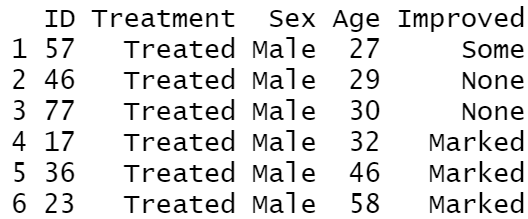 ID Treatment Sex Age Improved
1 57 Treated Male 27 Some
2 46 Treated Male 29 None
3 77 Treated Male 30 None
4 17 Treated Male 32 Marked
5 36 Treated Male 46 Marked
6 23 Treated Male 58 Marked